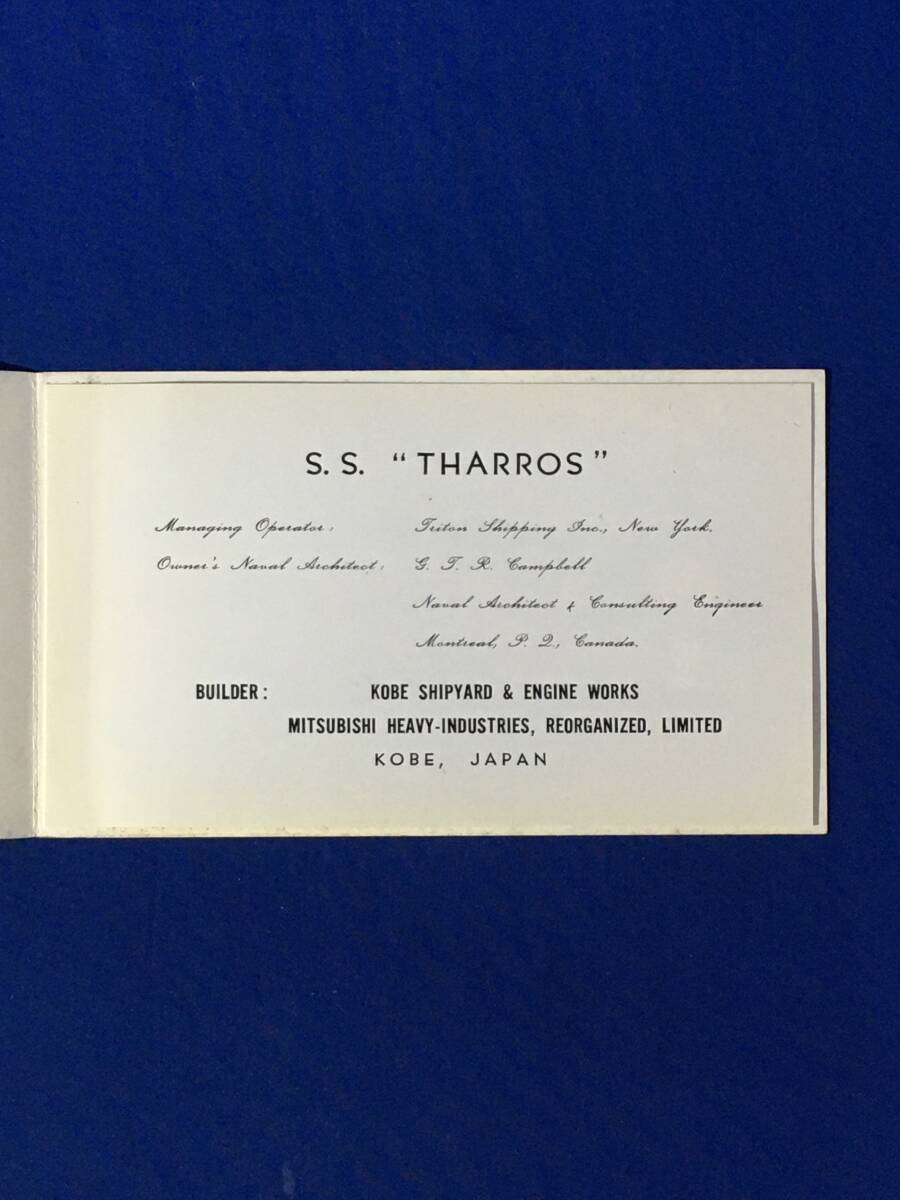 S. S. “THARROS”
Managing Operator: Triton Shipping Inc., New York.
Owner's Naval Architect: G. T. R. Campbell
Naval Architect & Consulting Engineer
Montreal, P. Q., Canada.
BUILDER: KOBE SHIPYARD & ENGINE WORKS
MITSUBISHI HEAVY-INDUSTRIES, REORGANIZED, LIMITED
KOBE, JAPAN